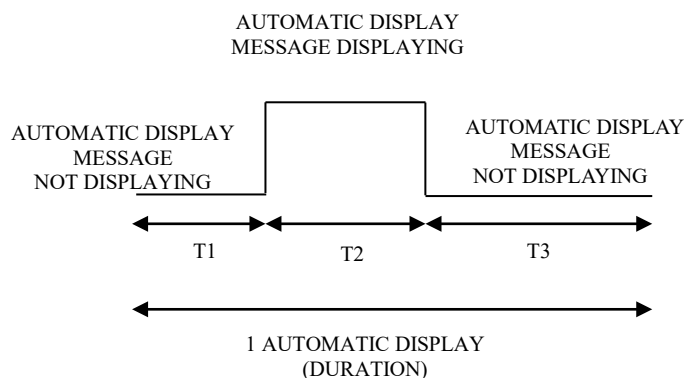 AUTOMATIC DISPLAY
MESSAGE DISPLAYING
AUTOMATIC DISPLAY
MESSAGE
NOT DISPLAYING
AUTOMATIC DISPLAY
MESSAGE
NOT DISPLAYING
T1
T2
T3
1 AUTOMATIC DISPLAY
(DURATION)